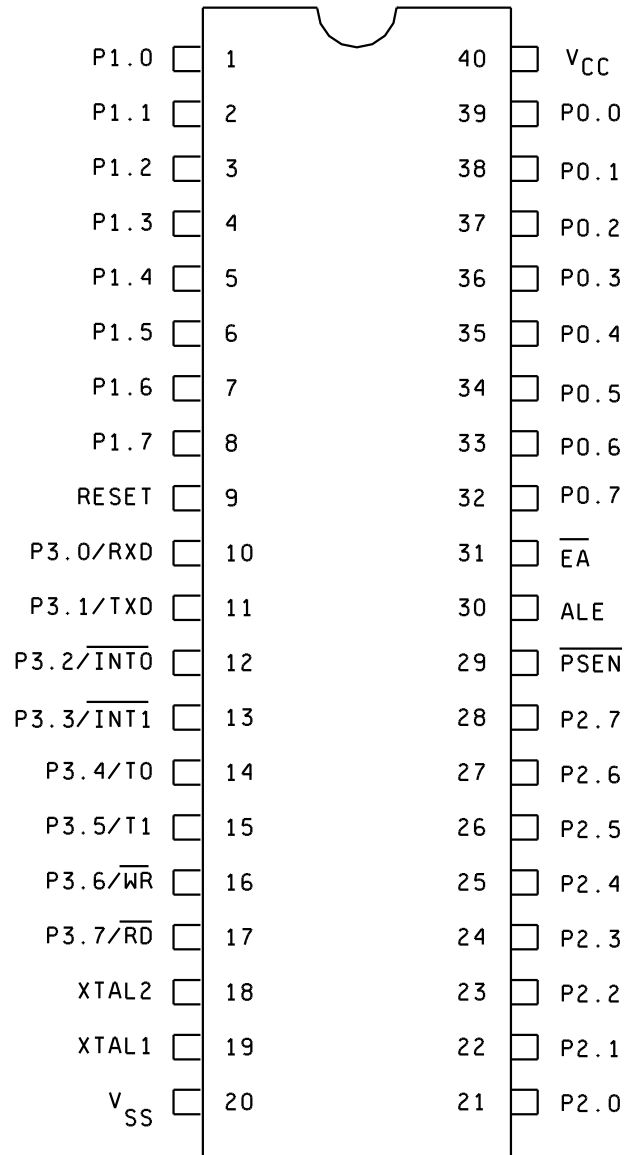 P1.0 1 40 VCC
P1.1 2 39 P0.0
P1.2 3 38 P0.1
P1.3 4 37 P0.2
P1.4 5 36 P0.3
P1.5 6 35 P0.4
P1.6 7 34 P0.5
P1.7 8 33 P0.6
RESET 9 32 P0.7
P3.0/RXD 10 31 E̅A̅
P3.1/TXD 11 30 ALE
P3.2/I̅N̅T̅0̅ 12 29 P̅S̅E̅N̅
P3.3/I̅N̅T̅1̅ 13 28 P2.7
P3.4/T0 14 27 P2.6
P3.5/T1 15 26 P2.5
P3.6/W̅R̅ 16 25 P2.4
P3.7/R̅D̅ 17 24 P2.3
XTAL2 18 23 P2.2
XTAL1 19 22 P2.1
VSS 20 21 P2.0